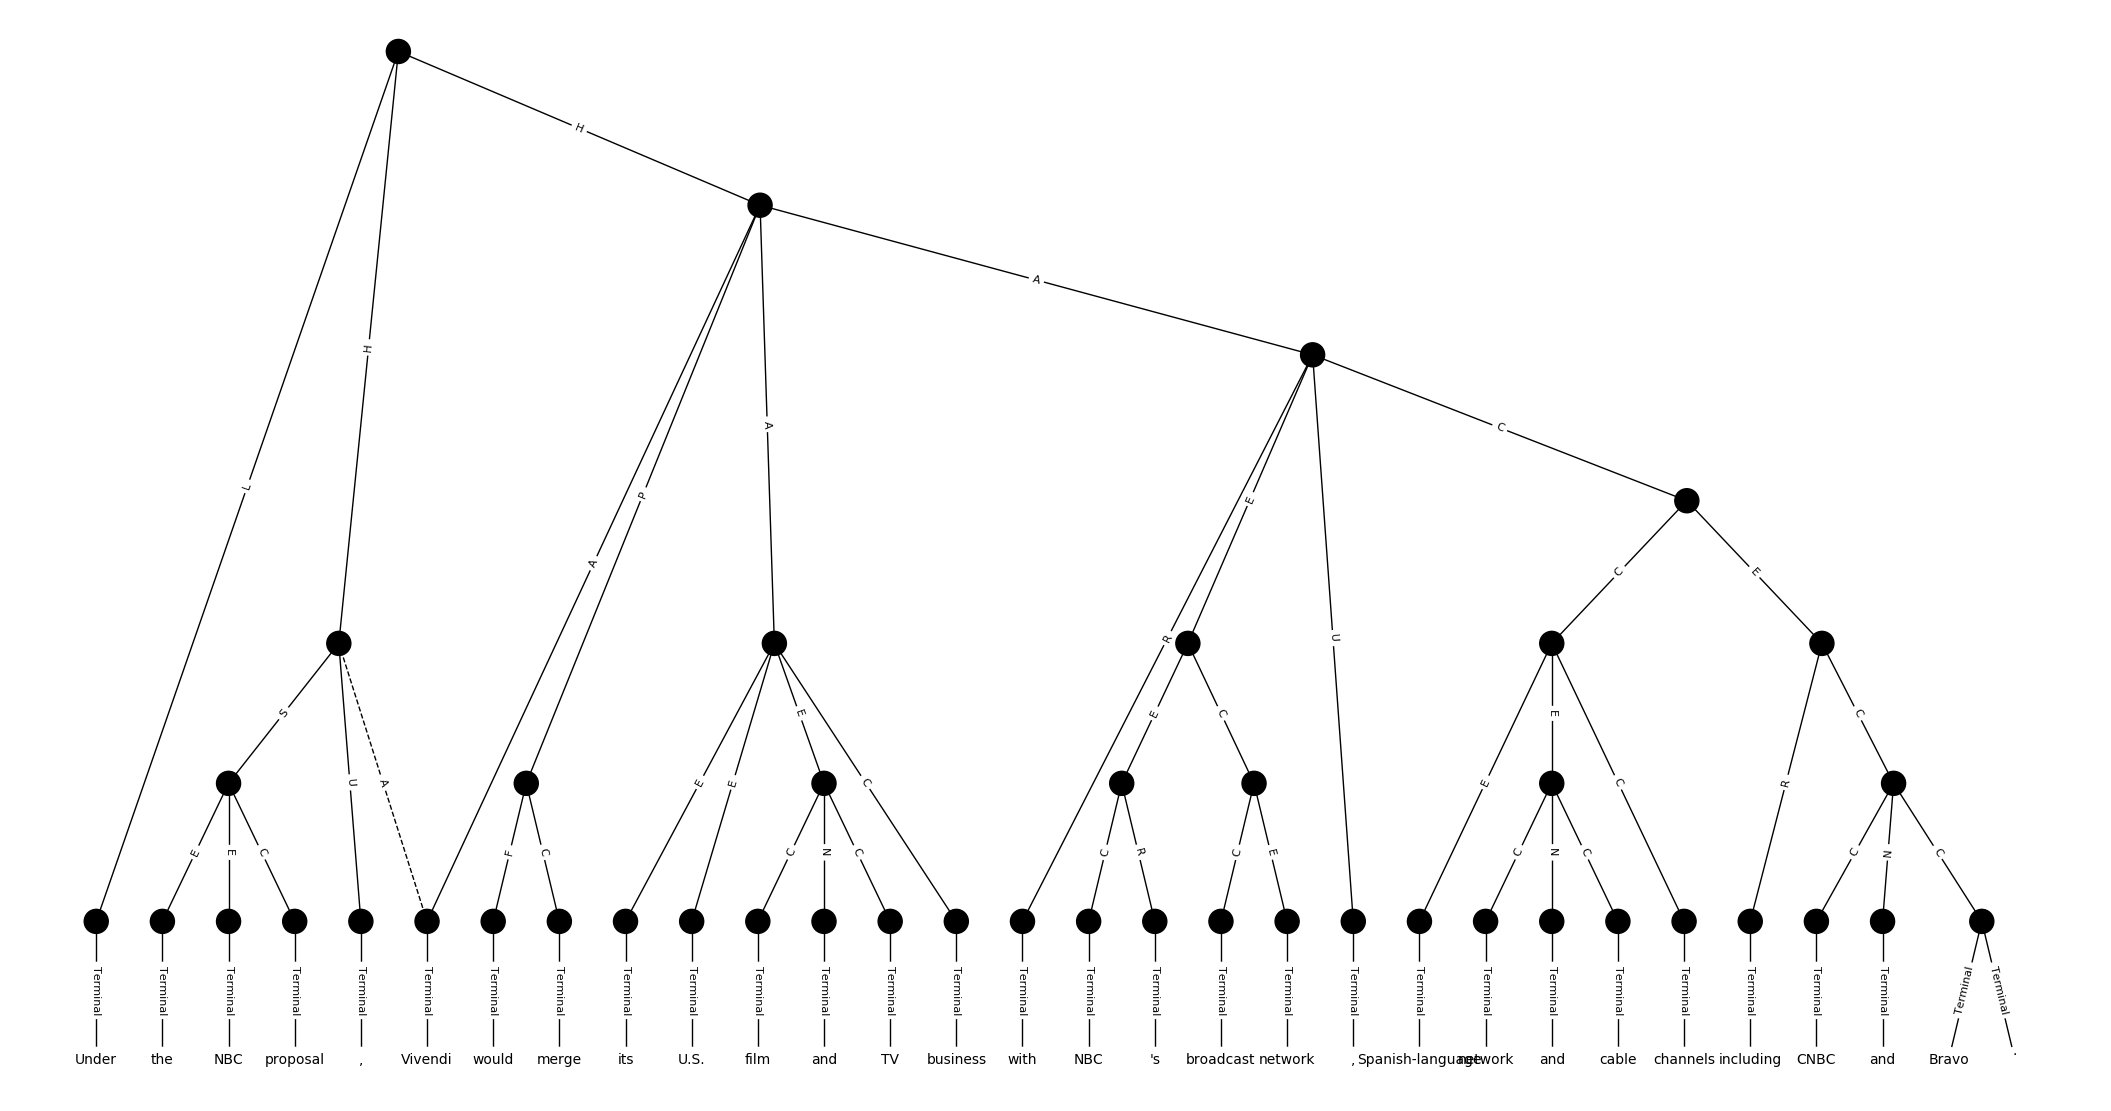 H
A
H
A
C
L
P
E
A
C
E
R
U
S
E
C
E
C
U
A
E
E
E
C
E
C
R
E
E
C
F
C
C
N
C
C
R
C
E
C
N
C
C
N
C
Terminal Terminal Terminal Terminal Terminal Terminal Terminal Terminal Terminal Terminal Terminal Terminal Terminal Terminal Terminal Terminal Terminal Terminal Terminal Terminal Terminal Terminal Terminal Terminal Terminal Terminal Terminal Terminal Terminal Terminal
Under the NBC proposal , Vivendi would merge its U.S. film and TV business with NBC 's broadcast network , Spanish-language network and cable channels including CNBC and Bravo .